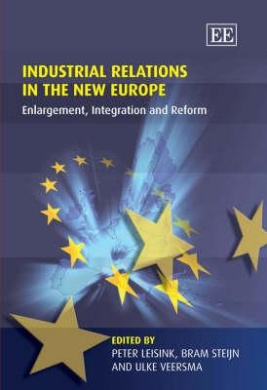 EE
INDUSTRIAL RELATIONS
IN THE NEW EUROPE
Enlargement, Integration and Reform
EDITED BY
PETER LEISINK, BRAM STEIJN
AND ULKE VEERSMA